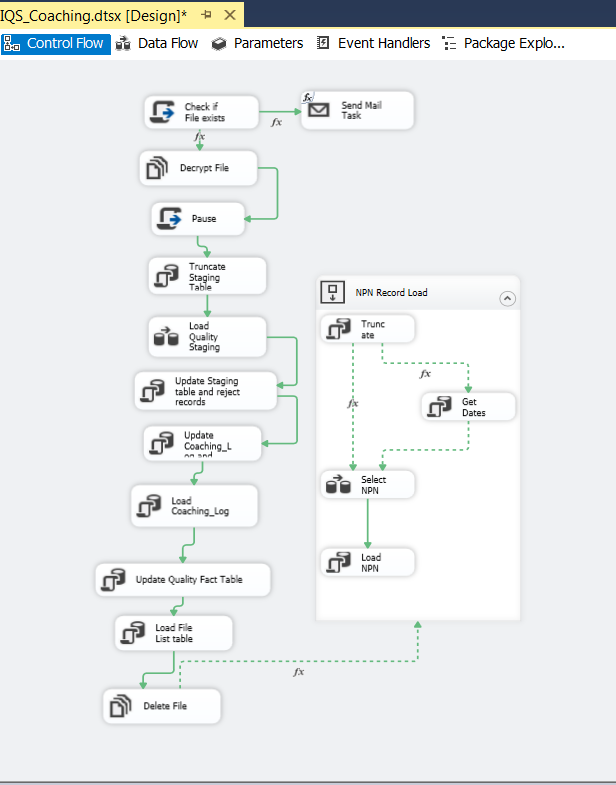 IQS_Coaching.dtsx [Design]*
Control Flow Data Flow Parameters Event Handlers Package Explo...
Check if
File exists
fx
fx
Send Mail
Task
fx
Decrypt File
Pause
Truncate
Staging
Table
Load
Quality
Staging
Update Staging
table and reject
records
Update
Coaching_L
og and
Load
Coaching_Log
Update Quality Fact Table
Load File
List table
Delete File
fx
NPN Record Load
Trunc
ate
fx
fx
Get
Dates
Select
NPN
Load
NPN